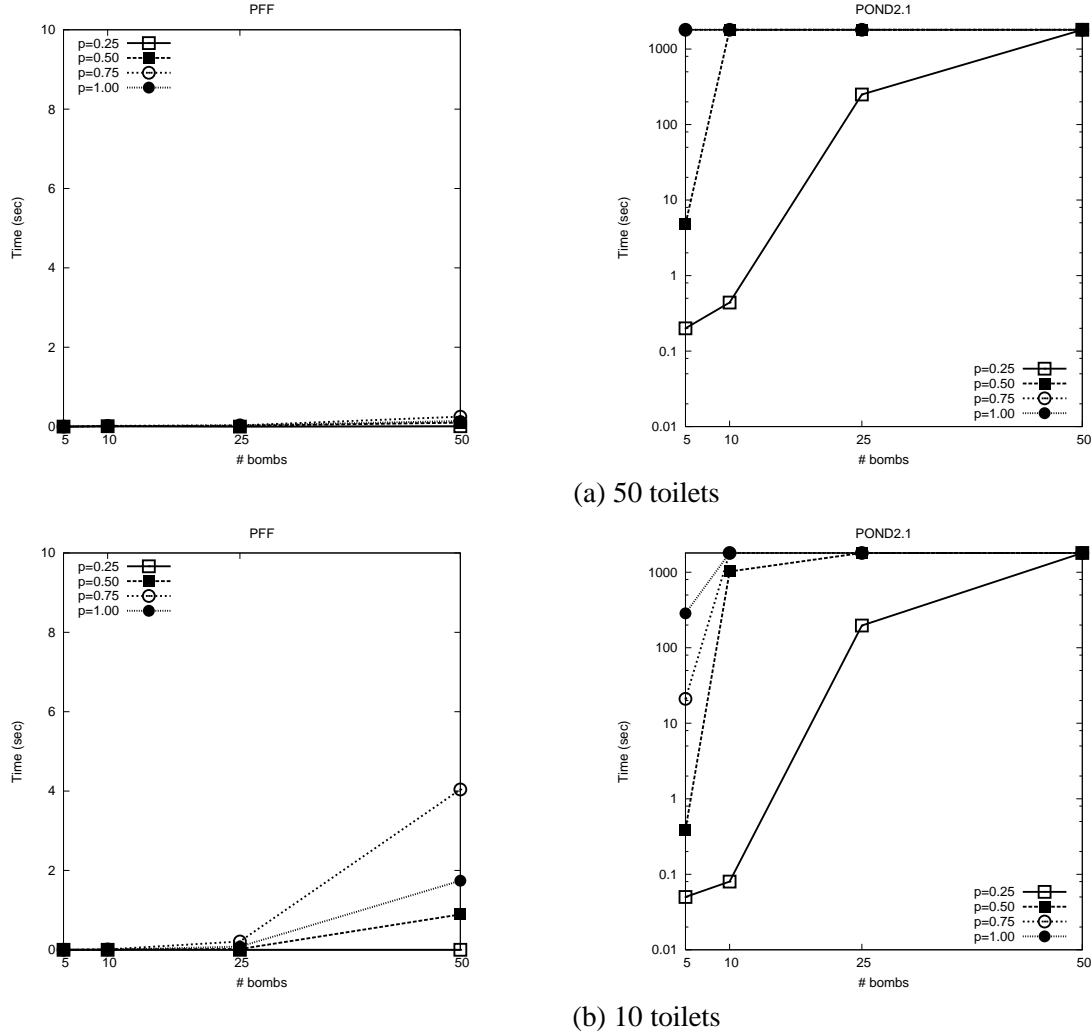 PFF
10
8
6
4
2
0
Time (sec)
p=0.25
p=0.50
p=0.75
p=1.00
5 10 25 50
# bombs
POND2.1
1000
100
10
1
0.1
0.01
Time (sec)
p=0.25
p=0.50
p=0.75
p=1.00
5 10 25 50
# bombs
(a) 50 toilets
PFF
10
8
6
4
2
0
Time (sec)
p=0.25
p=0.50
p=0.75
p=1.00
5 10 25 50
# bombs
POND2.1
1000
100
10
1
0.1
0.01
Time (sec)
p=0.25
p=0.50
p=0.75
p=1.00
5 10 25 50
# bombs
(b) 10 toilets